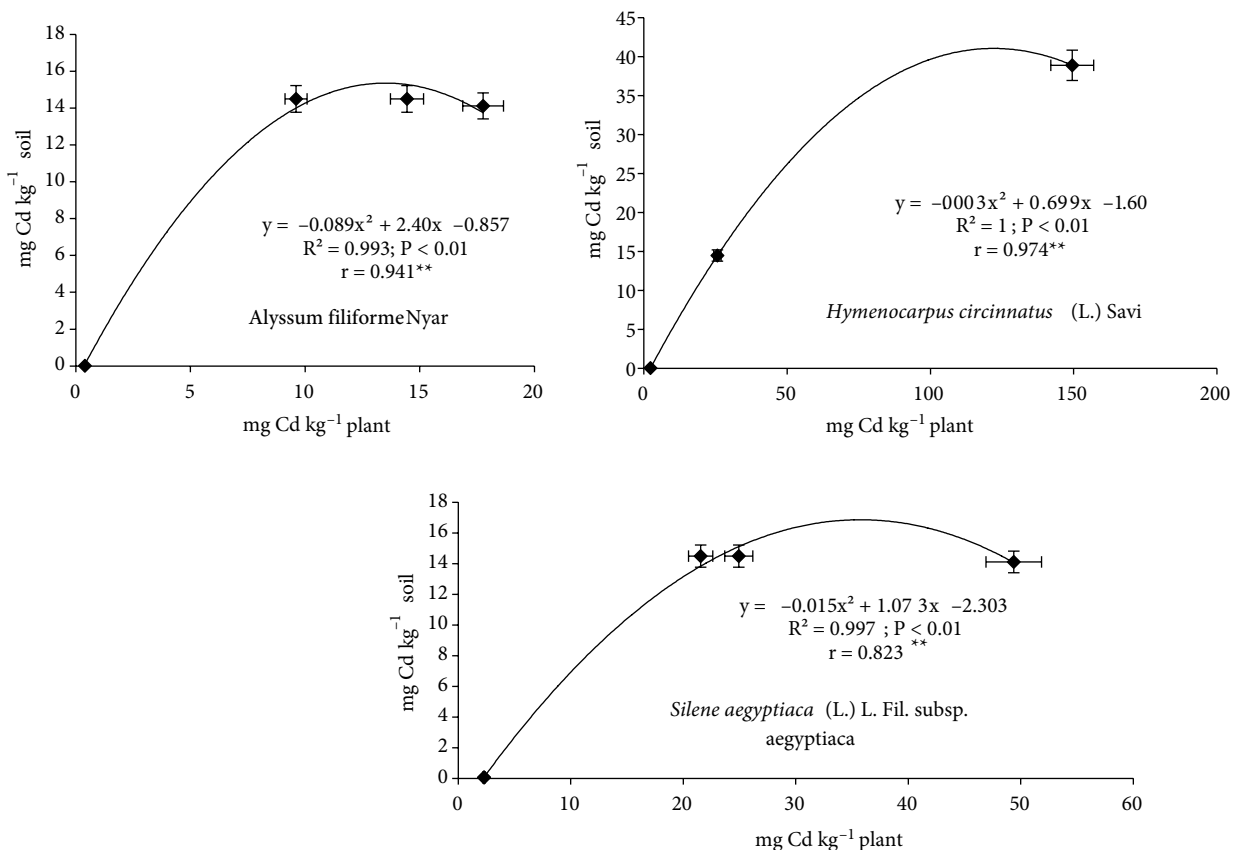 18
16
14
12
10
8
6
4
2
0
mg Cd kg⁻¹ soil
y = −0.089x² + 2.40x −0.857
R² = 0.993; P < 0.01
r = 0.941**
Alyssum filiformeNyar
0 5 10 15 20
mg Cd kg⁻¹ plant
45
40
35
30
25
20
15
10
5
0
mg Cd kg⁻¹ soil
y = −0003x² + 0.699x −1.60
R² = 1; P < 0.01
r = 0.974**
Hymenocarpus circinnatus (L.) Savi
0 50 100 150 200
mg Cd kg⁻¹ plant
18
16
14
12
10
8
6
4
2
0
mg Cd kg⁻¹ soil
y = −0.015x² + 1.07 3x −2.303
R² = 0.997 ; P < 0.01
r = 0.823 **
Silene aegyptiaca (L.) L. Fil. subsp.
aegyptiaca
0 10 20 30 40 50 60
mg Cd kg⁻¹ plant